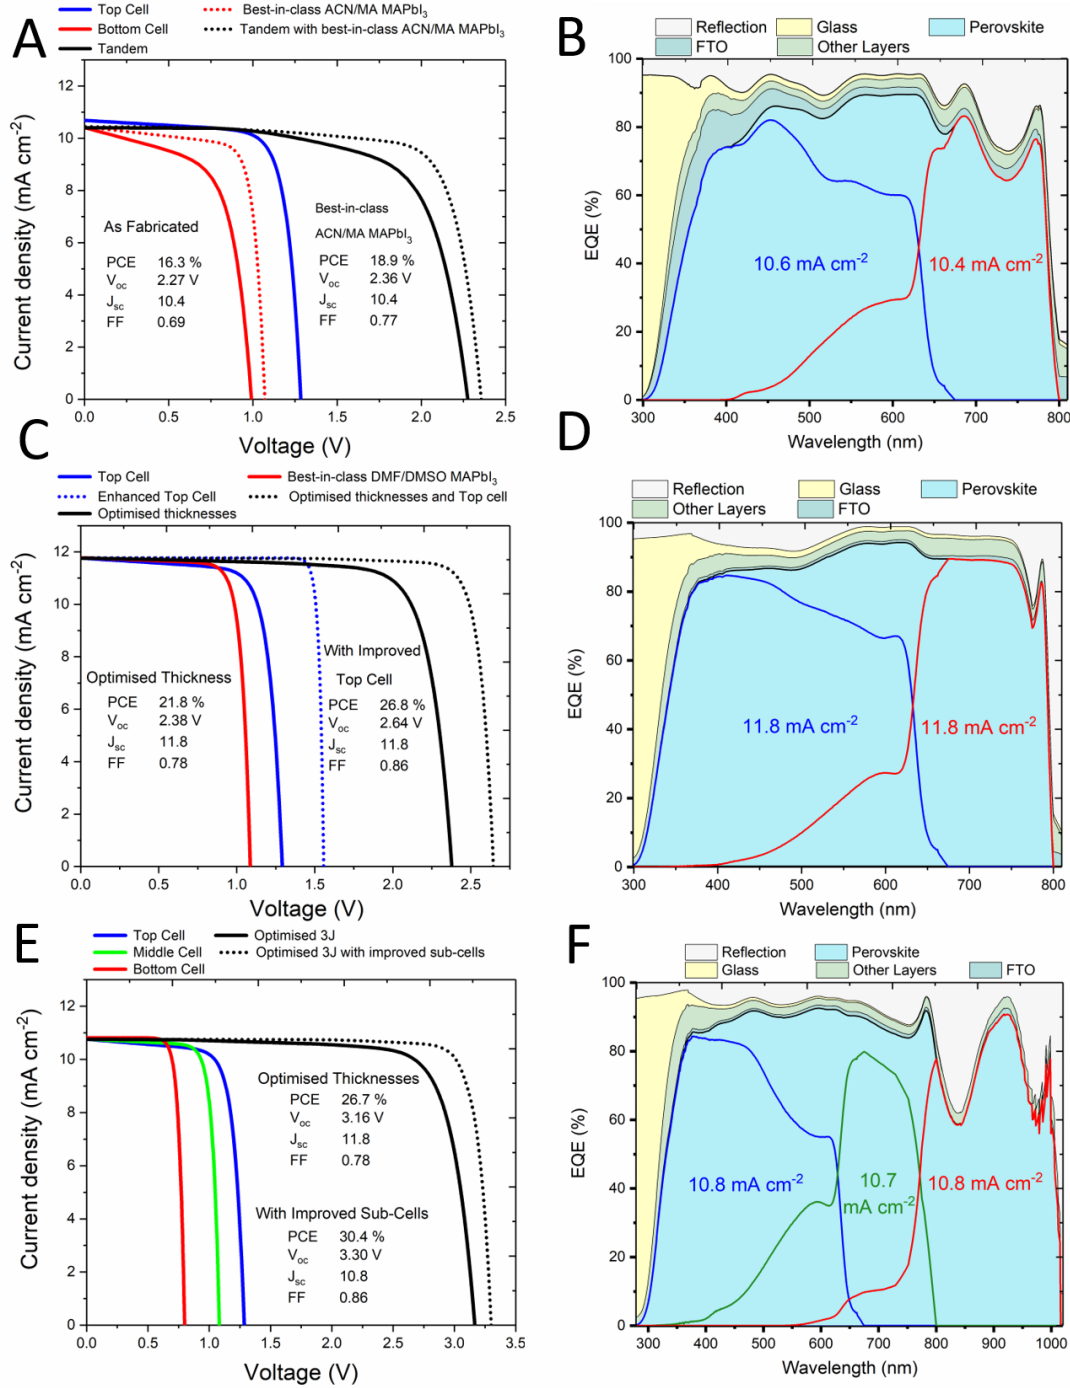 A
Top Cell
Best-in-class ACN/MA MAPbI₃
Bottom Cell
Tandem with best-in-class ACN/MA MAPbI₃
Tandem
Current density (mA cm⁻²)
12
10
8
6
4
2
0
As Fabricated
PCE 16.3 %
Voc 2.27 V
Jsc 10.4
FF 0.69
Best-in-class
ACN/MA MAPbI₃
PCE 18.9 %
Voc 2.36 V
Jsc 10.4
FF 0.77
0.0 0.5 1.0 1.5 2.0 2.5
Voltage (V)
B
Reflection
Glass
Perovskite
FTO
Other Layers
EQE (%)
100
80
60
40
20
0
10.6 mA cm⁻²
10.4 mA cm⁻²
300 400 500 600 700 800
Wavelength (nm)
C
Top Cell
Best-in-class DMF/DMSO MAPbI₃
Enhanced Top Cell
Optimised thicknesses and Top cell
Optimised thicknesses
Current density (mA cm⁻²)
12
10
8
6
4
2
0
Optimised Thickness
PCE 21.8 %
Voc 2.38 V
Jsc 11.8
FF 0.78
With Improved
Top Cell
PCE 26.8 %
Voc 2.64 V
Jsc 11.8
FF 0.86
0.0 0.5 1.0 1.5 2.0 2.5
Voltage (V)
D
Reflection
Glass
Perovskite
Other Layers
FTO
EQE (%)
100
80
60
40
20
0
11.8 mA cm⁻²
11.8 mA cm⁻²
300 400 500 600 700 800
Wavelength (nm)
E
Top Cell
Optimised 3J
Middle Cell
Optimised 3J with improved sub-cells
Bottom Cell
Current density (mA cm⁻²)
12
10
8
6
4
2
0
Optimised Thicknesses
PCE 26.7 %
Voc 3.16 V
Jsc 11.8
FF 0.78
With Improved Sub-Cells
PCE 30.4 %
Voc 3.30 V
Jsc 10.8
FF 0.86
0.0 0.5 1.0 1.5 2.0 2.5 3.0 3.5
Voltage (V)
F
Reflection
Perovskite
Glass
Other Layers
FTO
EQE (%)
100
80
60
40
20
0
10.8 mA cm⁻²
10.7
mA cm⁻²
10.8 mA cm⁻²
300 400 500 600 700 800 900 1000
Wavelength (nm)